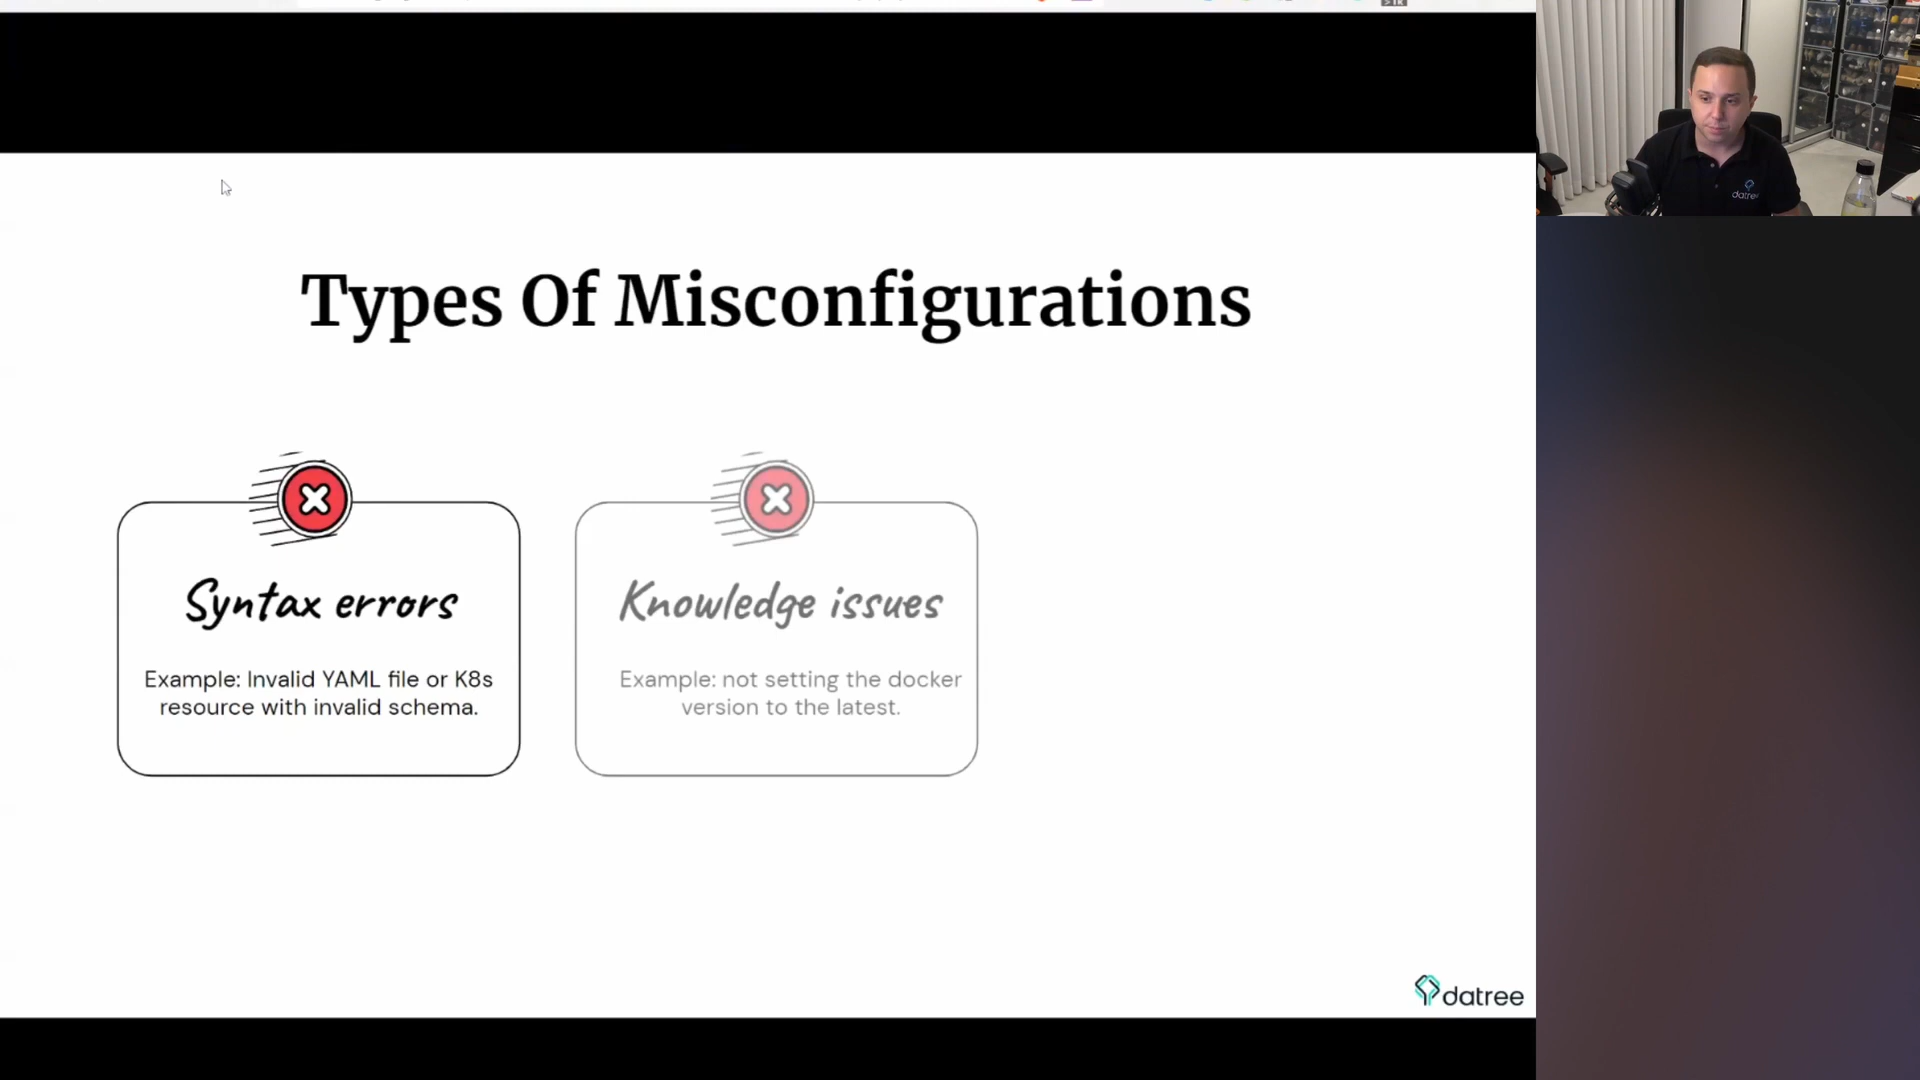 Types Of Misconfigurations
Syntax errors
Example: Invalid YAML file or K8s
resource with invalid schema.
Knowledge issues
Example: not setting the docker
version to the latest.
datree
datree